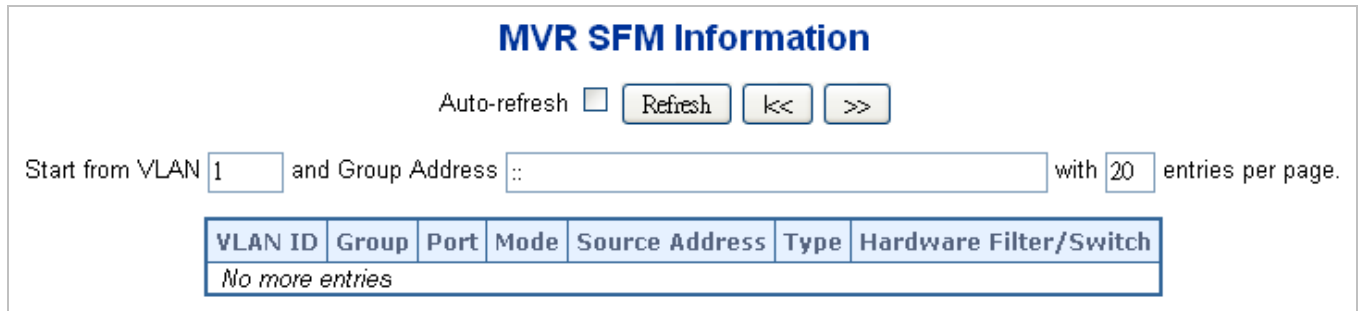 MVR SFM Information
Auto-refresh Refresh |<< >>
Start from VLAN 1 and Group Address :: with 20 entries per page.
VLAN ID Group Port Mode Source Address Type Hardware Filter/Switch
No more entries